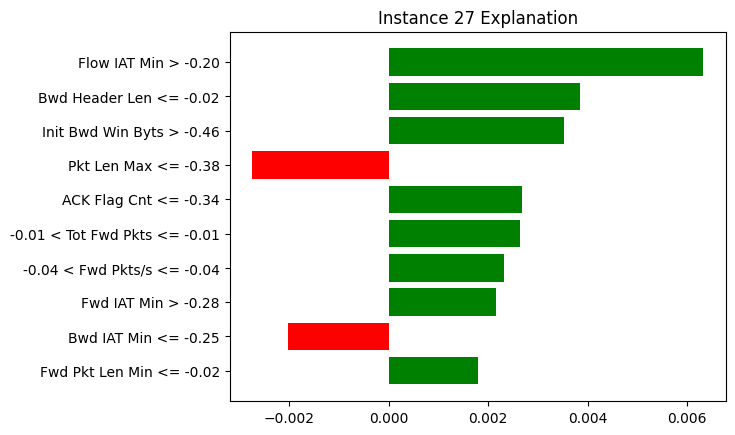 Instance 27 Explanation
Flow IAT Min > -0.20
Bwd Header Len <= -0.02
Init Bwd Win Byts > -0.46
Pkt Len Max <= -0.38
ACK Flag Cnt <= -0.34
-0.01 < Tot Fwd Pkts <= -0.01
-0.04 < Fwd Pkts/s <= -0.04
Fwd IAT Min > -0.28
Bwd IAT Min <= -0.25
Fwd Pkt Len Min <= -0.02
−0.002 0.000 0.002 0.004 0.006